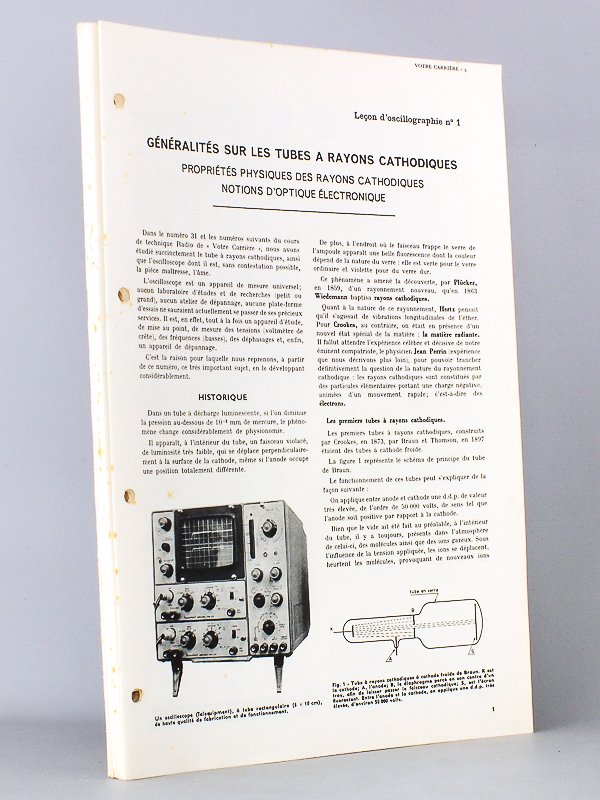 VOTRE CARRIÈRE - 5
Leçon d'oscillographie n° 1
GÉNÉRALITÉS SUR LES TUBES A RAYONS CATHODIQUES
PROPRIÉTÉS PHYSIQUES DES RAYONS CATHODIQUES
NOTIONS D'OPTIQUE ÉLECTRONIQUE
Dans le numéro 31 et les numéros suivants du cours
de technique Radio de « Votre Carrière », nous avons
étudié succinctement le tube à rayons cathodiques, ainsi
que l'oscilloscope dont il est, sans contestation possible,
la pièce maîtresse, l'âme.
L'oscilloscope est un appareil de mesure universel;
aucun laboratoire d'études et de recherches (petit ou
grand), aucun atelier de dépannage, aucune plate-forme
d'essais ne sauraient actuellement se passer de ses précieux
services. Il est, en effet, tout à la fois un appareil d'étude,
de mise au point, de mesure des tensions (voltmètre de
crête), des fréquences (basses), des déphasages et, enfin,
un appareil de dépannage.
C'est la raison pour laquelle nous reprenons, à partir
de ce numéro, ce très important sujet, en le développant
considérablement.
HISTORIQUE
Dans un tube à décharge luminescente, si l'on diminue
la pression au-dessous de 10⁻³ mm de mercure, le phéno-
mène change considérablement de physionomie.
Il apparaît, à l'intérieur du tube, un faisceau violacé,
de luminosité très faible, qui se déplace perpendiculaire-
ment à la surface de la cathode, même si l'anode occupe
une position totalement différente.
Un oscilloscope (Telequipment), à tube rectangulaire (6 × 10 cm),
de haute qualité de fabrication et de fonctionnement.
De plus, à l'endroit où le faisceau frappe le verre de
l'ampoule apparaît une belle fluorescence dont la couleur
dépend de la nature du verre : elle est verte pour le verre
ordinaire et violette pour du verre dur.
Ce phénomène a amené la découverte, par Plücker,
en 1859, d'un rayonnement nouveau, qu'en 1863
Wiedemann baptisa rayons cathodiques.
Quant à la nature de ce rayonnement, Hertz pensait
qu'il s'agissait de vibrations longitudinales de l'éther.
Pour Crookes, au contraire, on était en présence d'un
nouvel état spécial de la matière : la matière radiante.
Il fallut attendre l'expérience célèbre et décisive de notre
éminent compatriote, le physicien Jean Perrin (expérience
que nous décrivons plus loin), pour pouvoir trancher
définitivement la question de la nature du rayonnement
cathodique : les rayons cathodiques sont constitués par
des particules élémentaires portant une charge négative,
animées d'un mouvement rapide; c'est-à-dire des
électrons.
Les premiers tubes à rayons cathodiques.
Les premiers tubes à rayons cathodiques, construits
par Crookes, en 1873, par Braun et Thomson, en 1897
étaient des tubes à cathode froide.
La figure 1 représente le schéma de principe du tube
de Braun.
Le fonctionnement de ces tubes peut s'expliquer de la
façon suivante :
On applique entre anode et cathode une d.d.p. de valeur
très élevée, de l'ordre de 50 000 volts, de sens tel que
l'anode soit positive par rapport à la cathode.
Bien que le vide ait été fait au préalable, à l'intérieur
du tube, il y a toujours, présents dans l'atmosphère
de celui-ci, des molécules ainsi que des ions gazeux. Sous
l'influence de la tension appliquée, les ions se déplacent,
heurtent les molécules, provoquant de nouveaux ions
tube en verre
B
K
A
S
Fig. 1 - Tube à rayons cathodiques à cathode froide de Braun. K est
la cathode; A, l'anode; B, le diaphragme percé en son centre d'un
trou, afin de laisser passer le faisceau cathodique; S, est l'écran
fluorescent. Entre l'anode et la cathode, on applique une d.d.p. très
élevée, d'environ 50 000 volts.
1